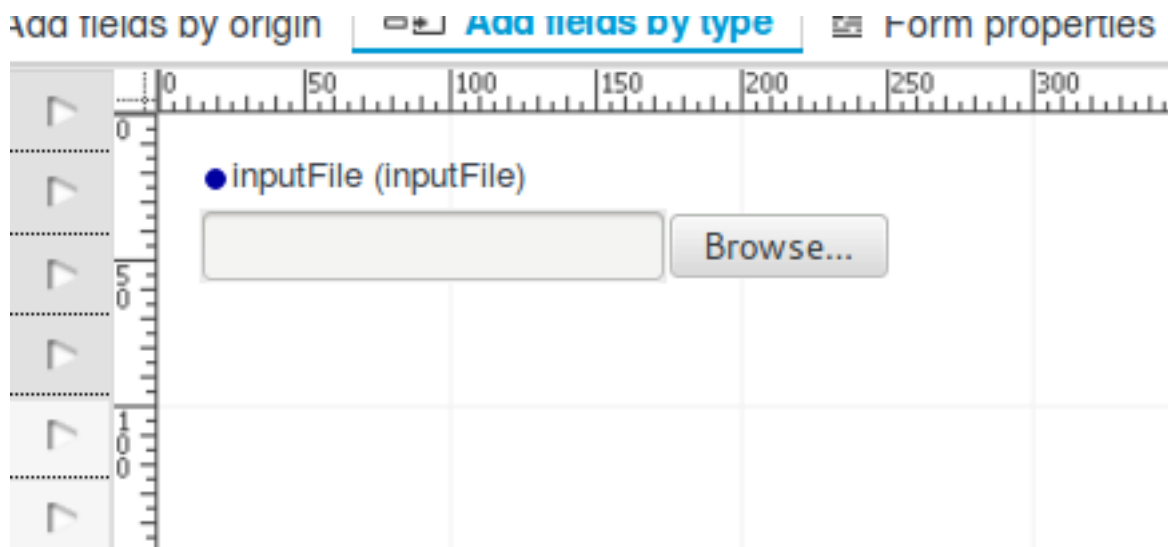 Add fields by origin Add fields by type Form properties
0 50 100 150 200 250 300
0
inputFile (inputFile)
Browse...
50
100